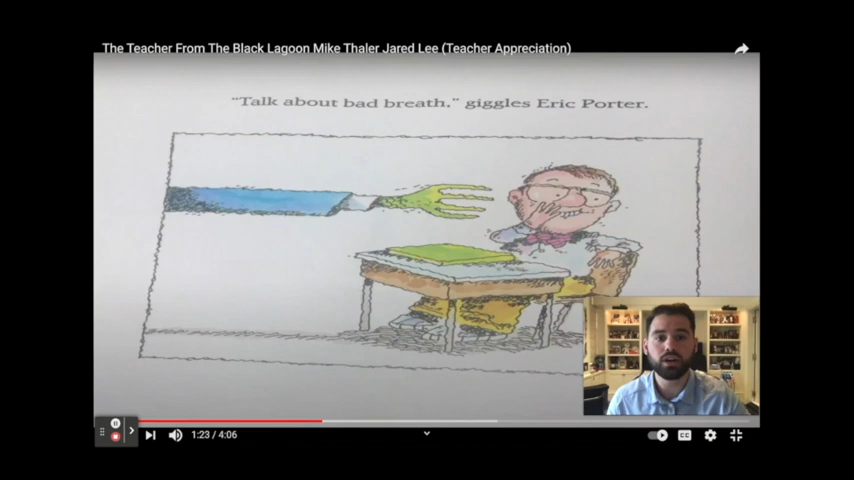 The Teacher From The Black Lagoon Mike Thaler Jared Lee (Teacher Appreciation)
"Talk about bad breath," giggles Eric Porter.
1:23 / 4:06
CC